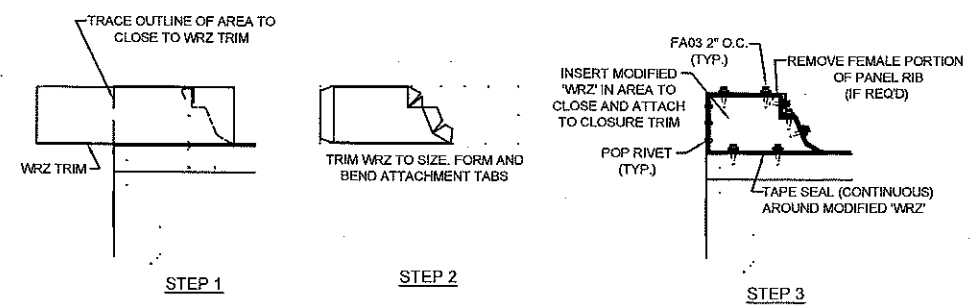 TRACE OUTLINE OF AREA TO
CLOSE TO WRZ TRIM
WRZ TRIM
STEP 1
TRIM WRZ TO SIZE. FORM AND
BEND ATTACHMENT TABS
STEP 2
FA03 2" O.C.
(TYP.)
INSERT MODIFIED
'WRZ' IN AREA TO
CLOSE AND ATTACH
TO CLOSURE TRIM
POP RIVET
(TYP.)
REMOVE FEMALE PORTION
OF PANEL RIB
(IF REQ'D)
TAPE SEAL (CONTINUOUS)
AROUND MODIFIED 'WRZ'
STEP 3